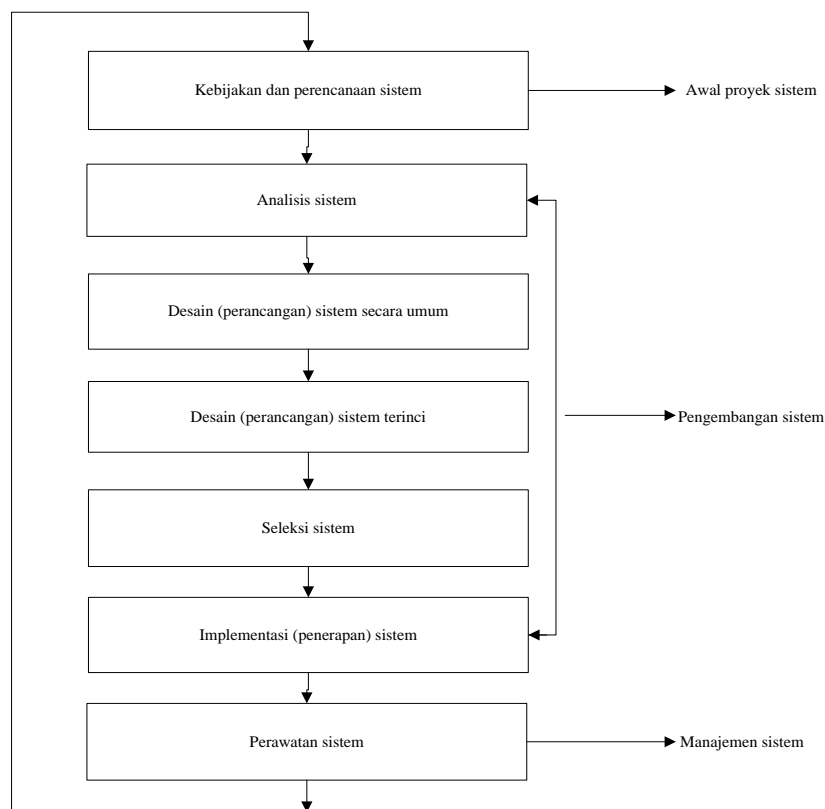 Kebijakan dan perencanaan sistem
Awal proyek sistem
Analisis sistem
Desain (perancangan) sistem secara umum
Desain (perancangan) sistem terinci
Pengembangan sistem
Seleksi sistem
Implementasi (penerapan) sistem
Perawatan sistem
Manajemen sistem